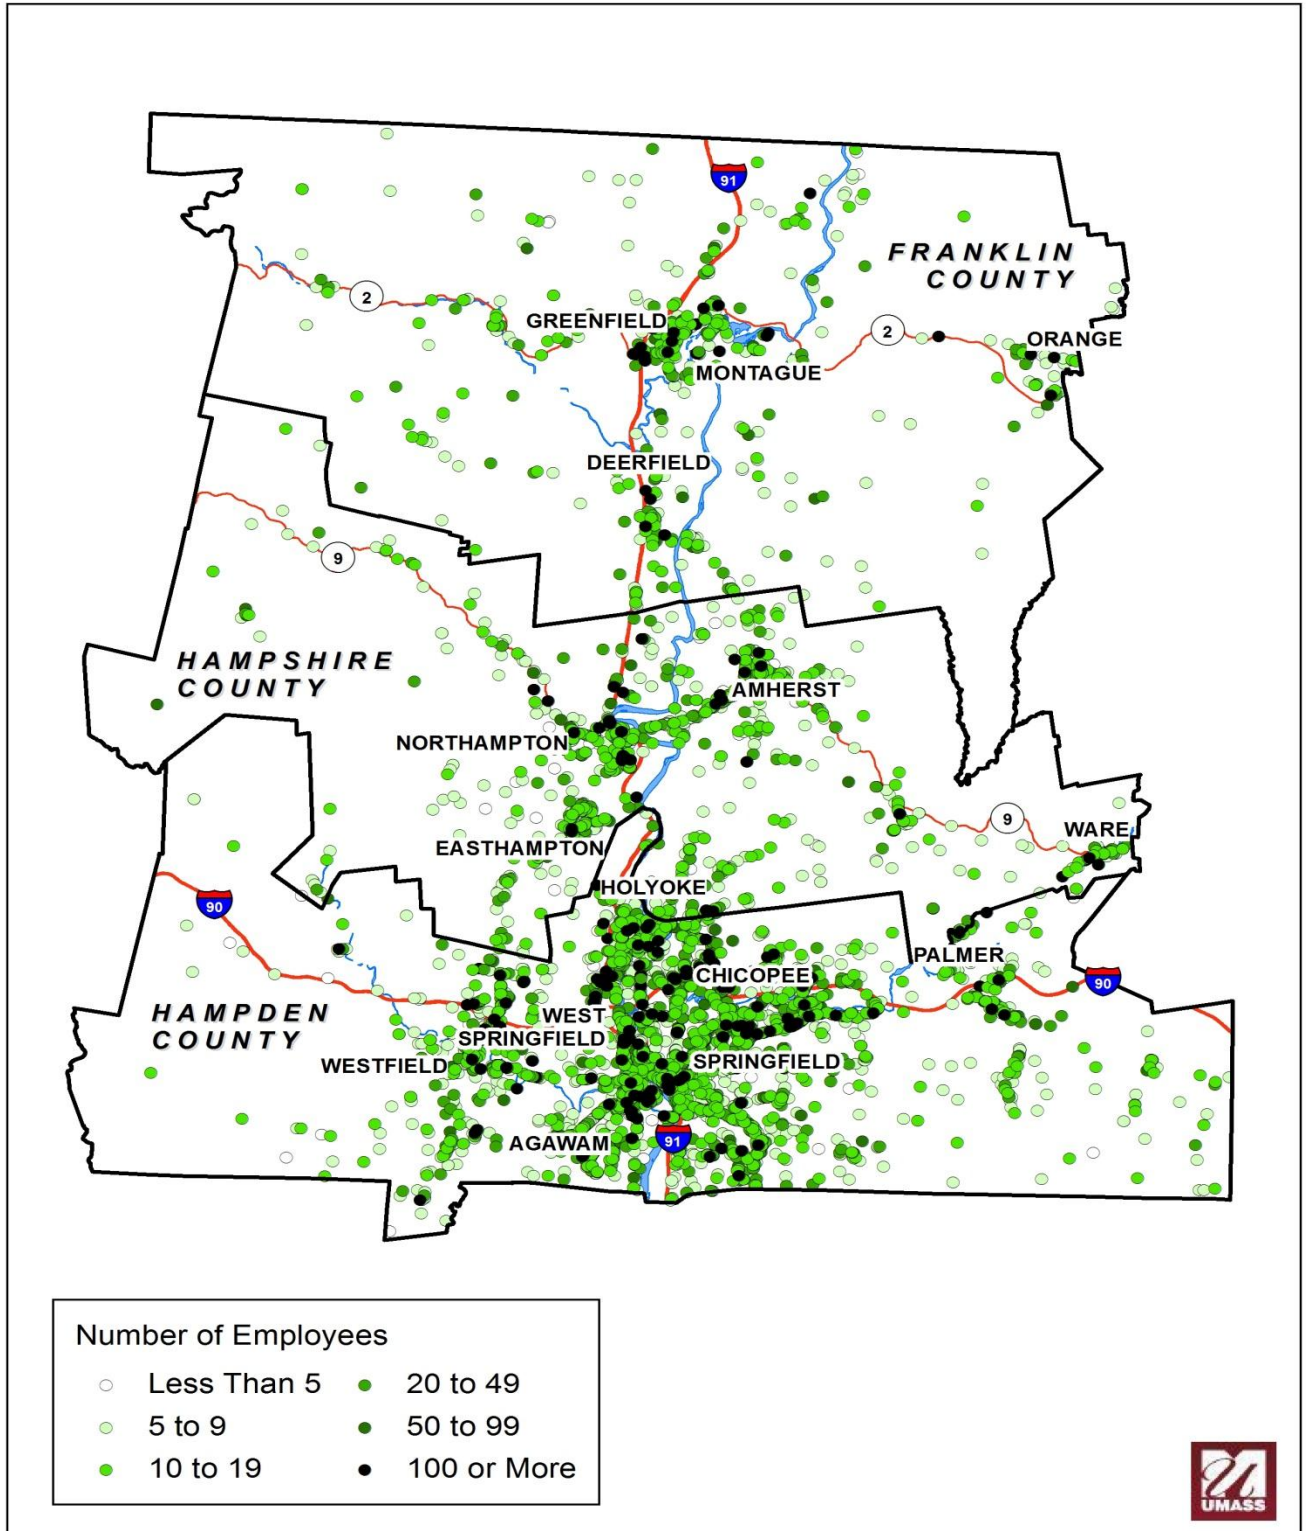 91
FRANKLIN
COUNTY
2
GREENFIELD
2
ORANGE
MONTAGUE
DEERFIELD
9
HAMPSHIRE
COUNTY
AMHERST
NORTHAMPTON
9
WARE
EASTHAMPTON
HOLYOKE
90
PALMER
CHICOPEE
90
HAMPDEN
COUNTY
WEST
SPRINGFIELD
WESTFIELD
SPRINGFIELD
AGAWAM
91
Number of Employees
Less Than 5
20 to 49
5 to 9
50 to 99
10 to 19
100 or More
UMASS